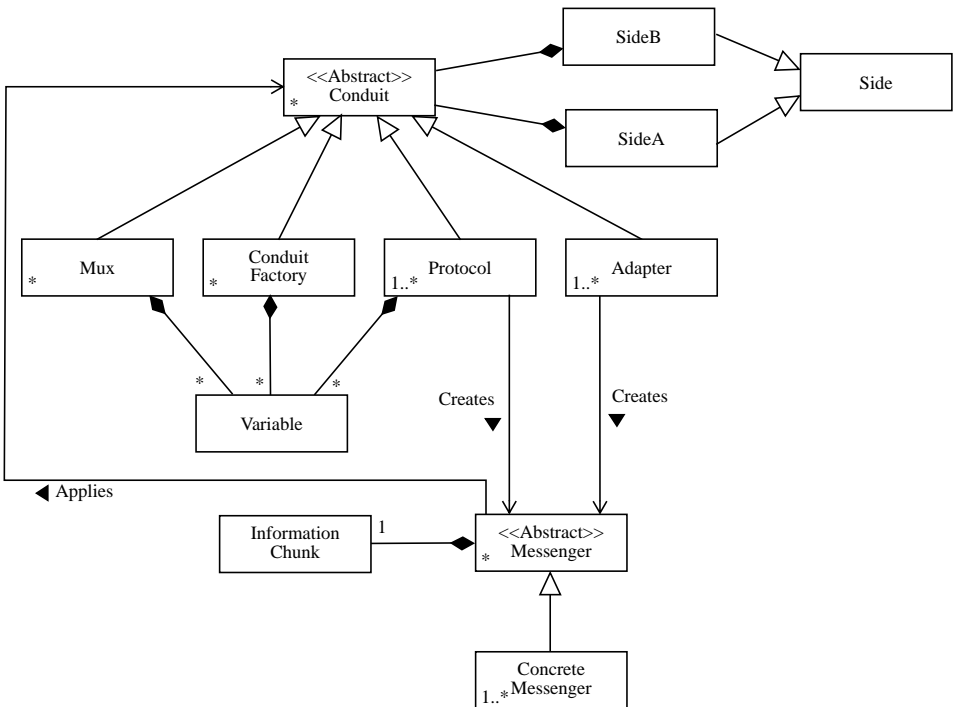 SideB
<<Abstract>>
Conduit
*
Side
SideA
Mux
*
Conduit
Factory
*
Protocol
1..*
Adapter
1..*
*
*
*
Variable
Creates
Creates
Applies
Information
Chunk
1
<<Abstract>>
Messenger
*
Concrete
Messenger
1..*